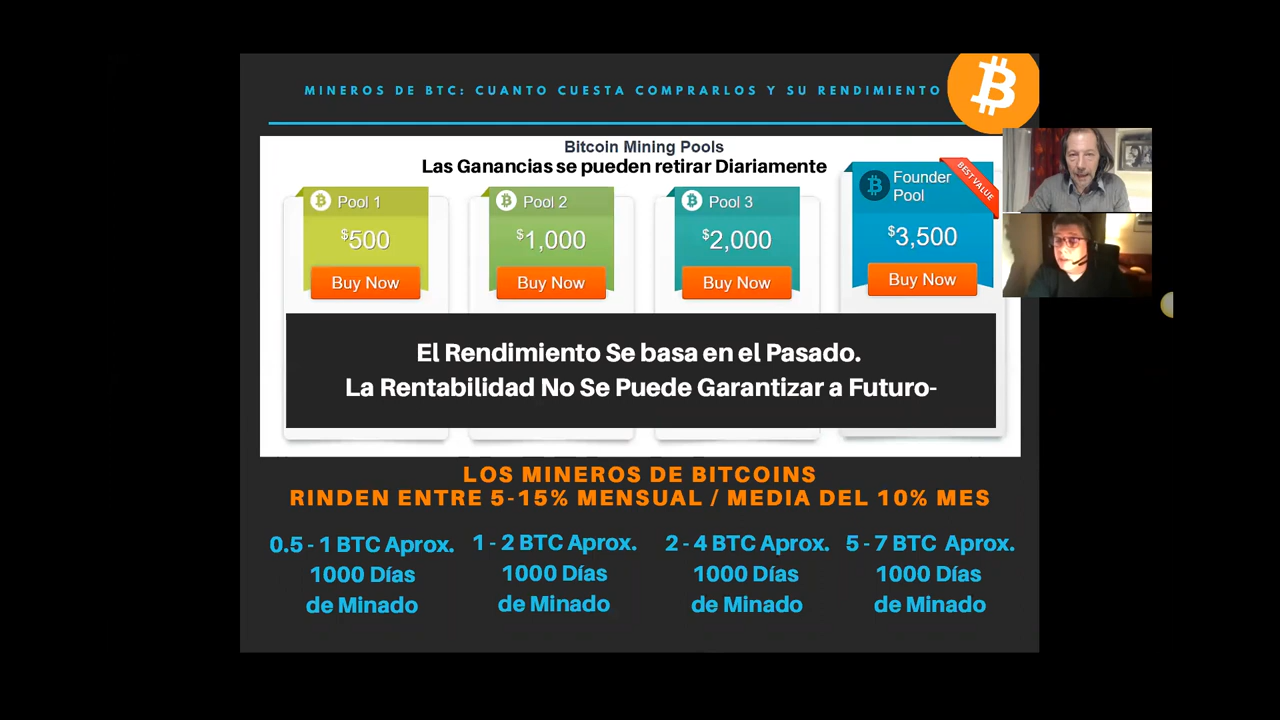 MINEROS DE BTC: CUANTO CUESTA COMPRARLOS Y SU RENDIMIENTO
Bitcoin Mining Pools
Las Ganancias se pueden retirar Diariamente
Pool 1
$500
Buy Now
Pool 2
$1,000
Buy Now
Pool 3
$2,000
Buy Now
Founder
Pool
BEST VALUE
$3,500
Buy Now
El Rendimiento Se basa en el Pasado.
La Rentabilidad No Se Puede Garantizar a Futuro-
LOS MINEROS DE BITCOINS
RINDEN ENTRE 5-15% MENSUAL / MEDIA DEL 10% MES
0.5 - 1 BTC Aprox.
1000 Días
de Minado
1 - 2 BTC Aprox.
1000 Días
de Minado
2 - 4 BTC Aprox.
1000 Días
de Minado
5 - 7 BTC Aprox.
1000 Días
de Minado